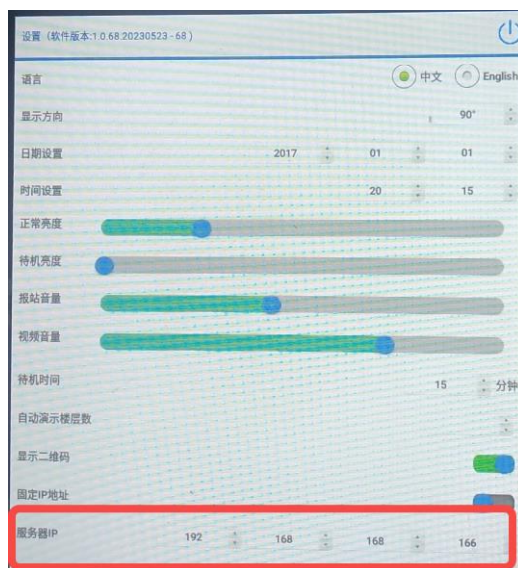 设置（软件版本:1.0.68.20230523 - 68 ）
语言 中文 English
显示方向 90°
日期设置 2017 01 01
时间设置 20 15
正常亮度
待机亮度
报站音量
视频音量
待机时间 15 分钟
自动演示楼层数
显示二维码
固定IP地址
服务器IP 192 168 168 166